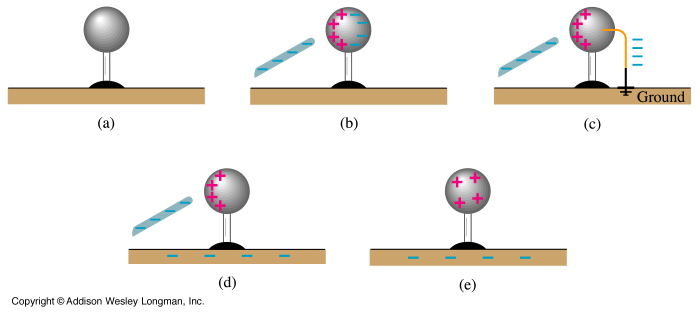 (a)
(b)
Ground
(c)
(d)
(e)
Copyright © Addison Wesley Longman, Inc.